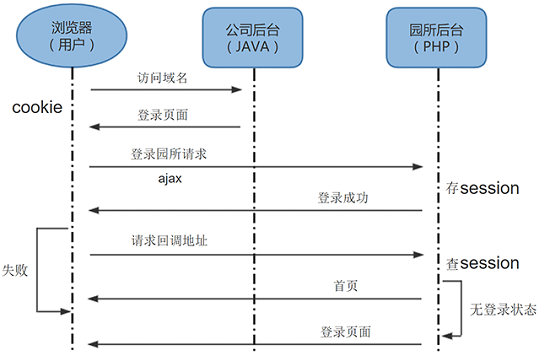 浏览器
（用户）
公司后台
（JAVA）
园所后台
（PHP）
访问域名
cookie
登录页面
登录园所请求
ajax
存session
登录成功
请求回调地址
查session
失败
首页
无登录状态
登录页面